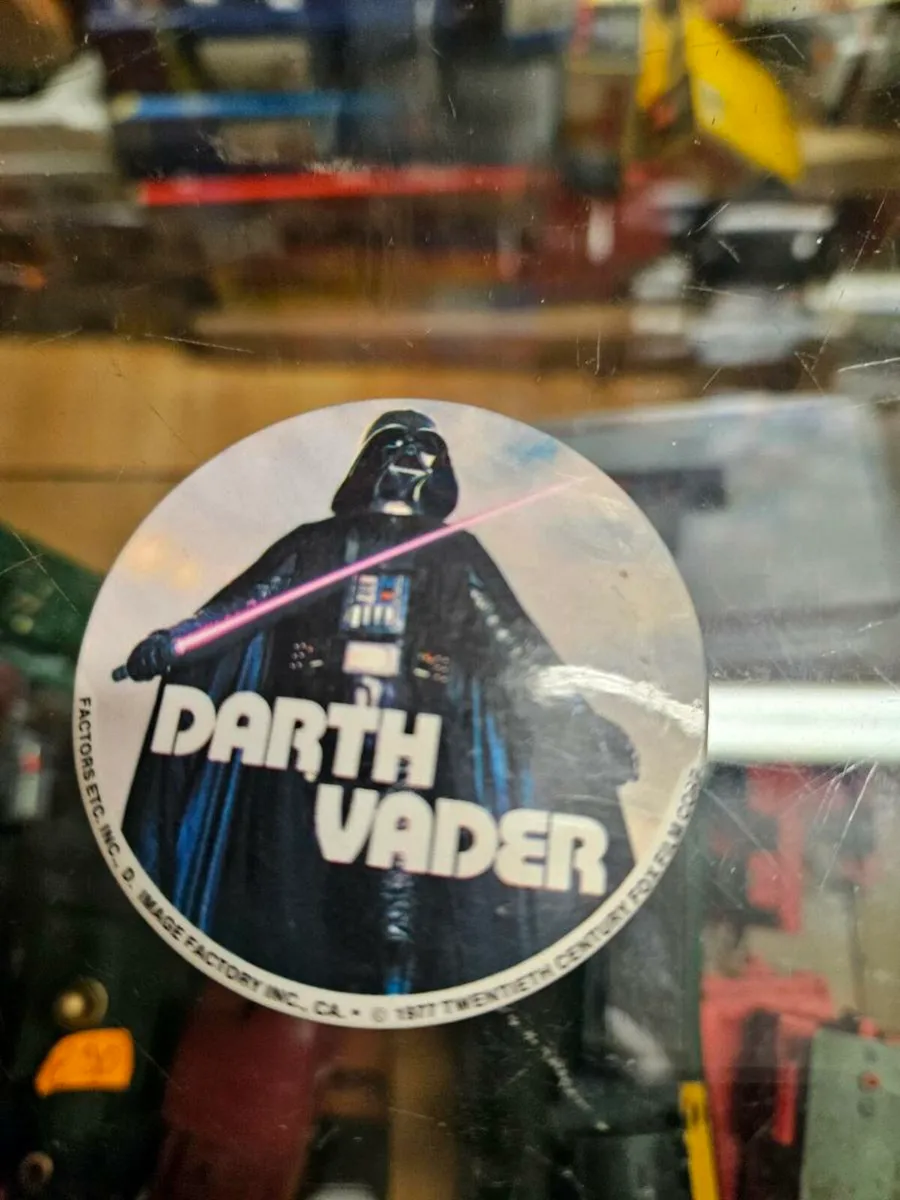 DARTH
VADER
FACTORS ETC. INC., D. IMAGE FACTORY INC., CA. • © 1977 TWENTIETH CENTURY FOX FILM CORP.